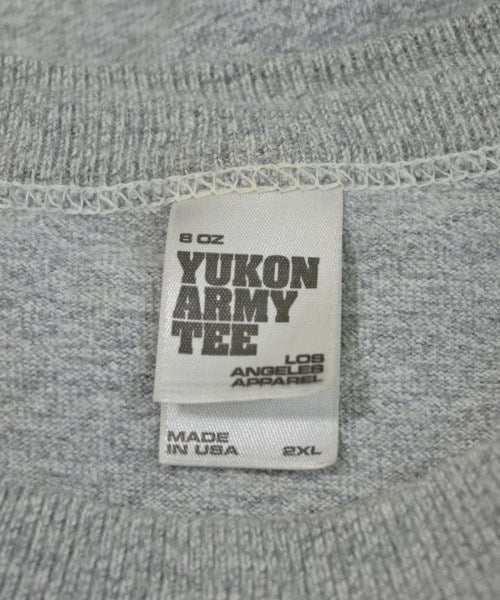 8 OZ
YUKON
ARMY
TEE
LOS
ANGELES
APPAREL
MADE
IN USA 2XL